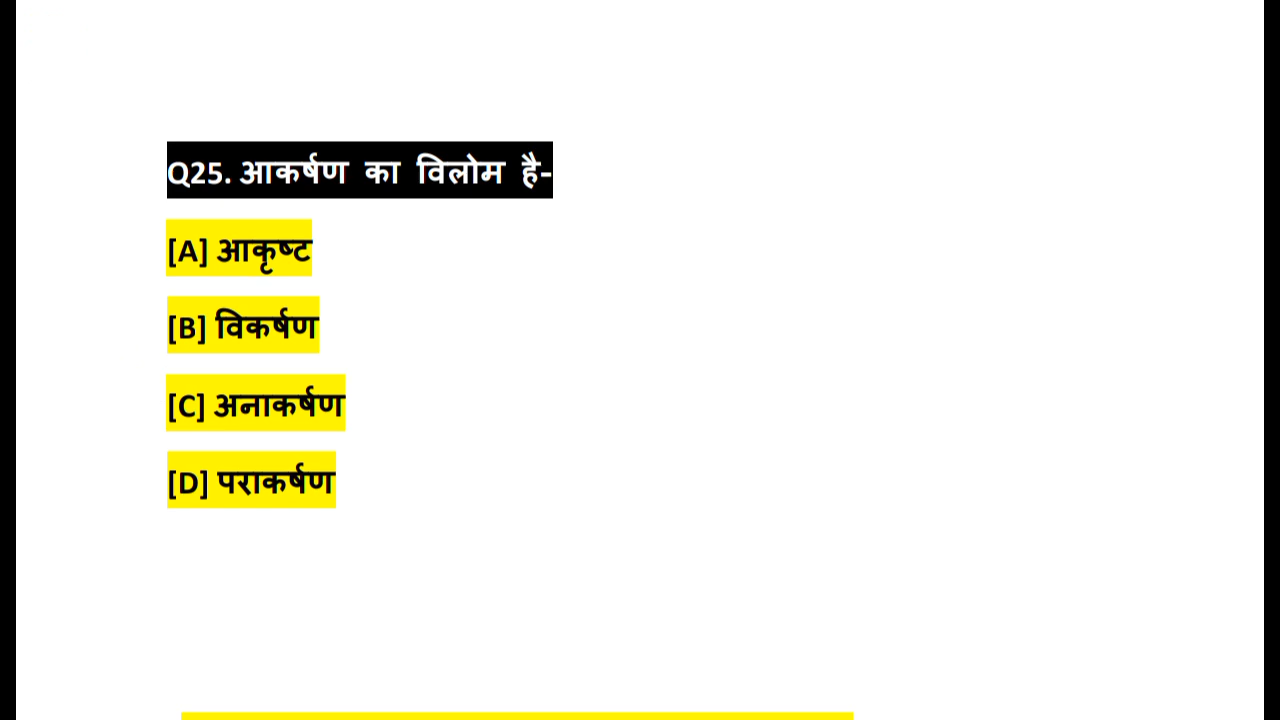 Q25. आकर्षण का विलोम है-
[A] आकृष्ट
[B] विकर्षण
[C] अनाकर्षण
[D] पराकर्षण